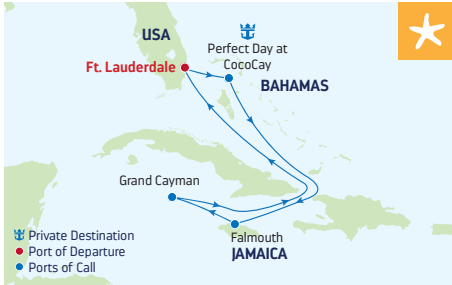 USA
Perfect Day at
CocoCay
Ft. Lauderdale
BAHAMAS
Grand Cayman
Falmouth
JAMAICA
Private Destination
Port of Departure
Ports of Call